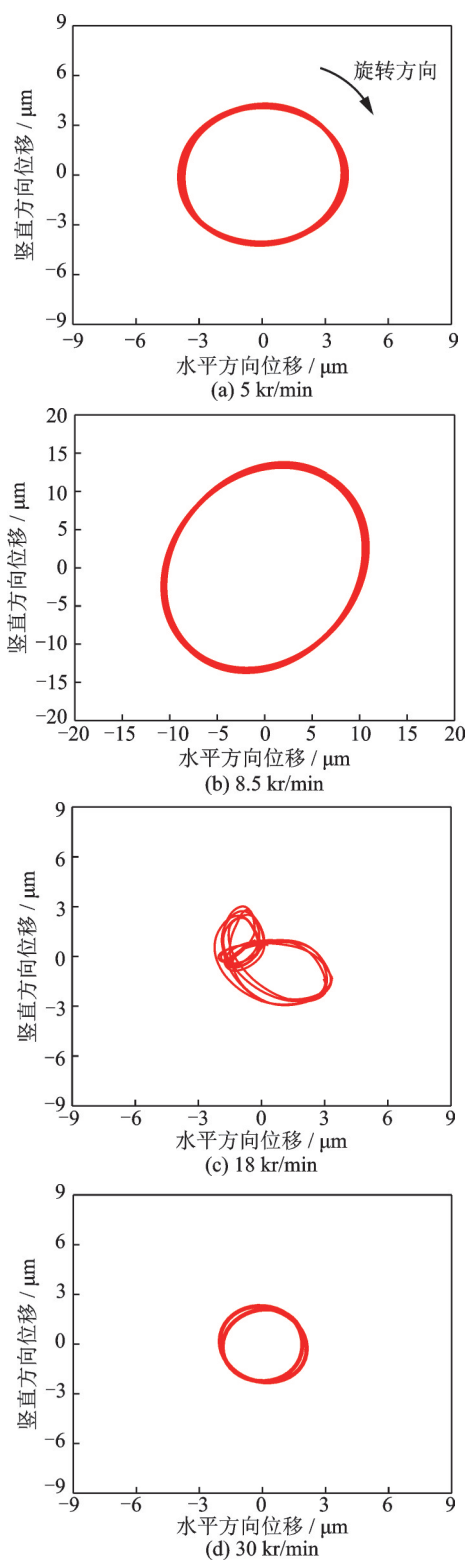 9
6
3
0
−3
−6
−9
竖直方向位移 / μm
旋转方向
−9 −6 −3 0 3 6 9
水平方向位移 / μm
(a) 5 kr/min
20
15
10
5
0
−5
−10
−15
−20
竖直方向位移 / μm
−20 −15 −10 −5 0 5 10 15 20
水平方向位移 / μm
(b) 8.5 kr/min
9
6
3
0
−3
−6
−9
竖直方向位移 / μm
−9 −6 −3 0 3 6 9
水平方向位移 / μm
(c) 18 kr/min
9
6
3
0
−3
−6
−9
竖直方向位移 / μm
−9 −6 −3 0 3 6 9
水平方向位移 / μm
(d) 30 kr/min